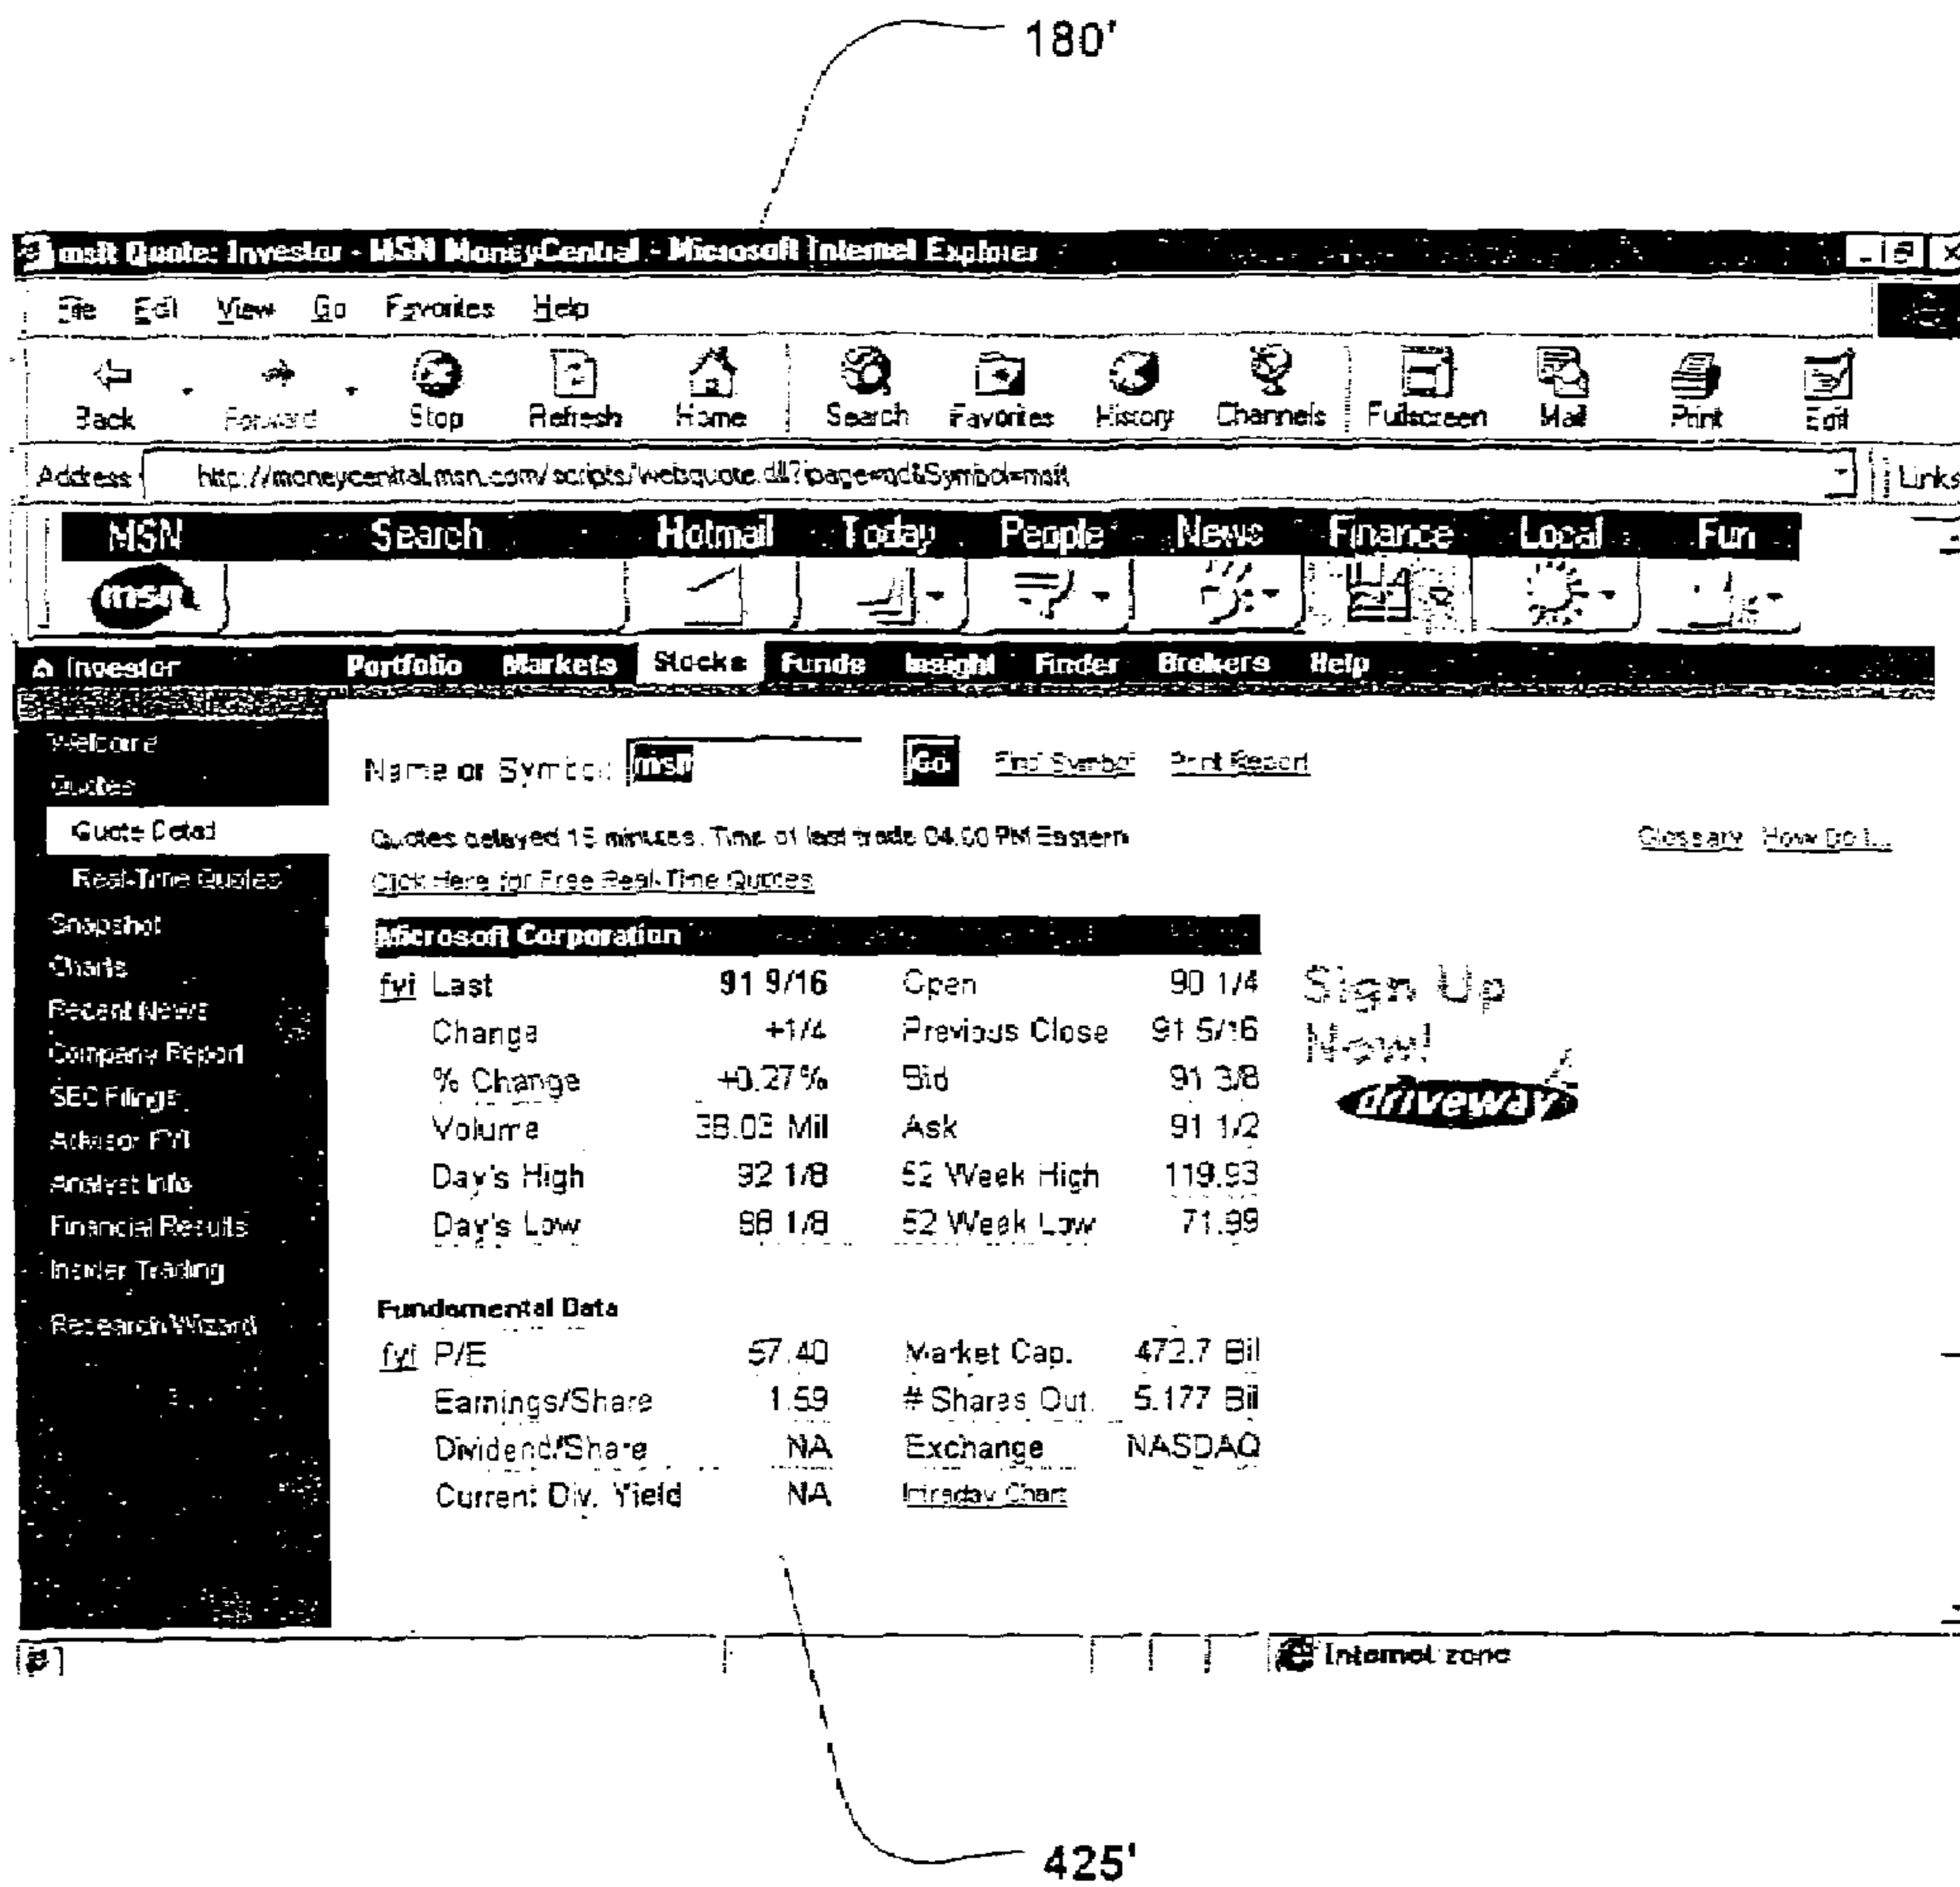 180'
msft Quote: Investor - MSN MoneyCentral - Microsoft Internet Explorer
File Edit View Go Favorites Help
Back Forward Stop Refresh Home Search Favorites History Channels Fullscreen Mail Print Edit
Address http://moneycentral.msn.com/scripts/webquote.dll?ipage=qd&Symbol=msft Links
MSN Search Hotmail Today People News Finance Local Fun
msn
Investor Portfolio Markets Stocks Funds Insight Finder Brokers Help
Welcome
Quotes
Quote Detail
Real-Time Quotes
Snapshot
Charts
Recent News
Company Report
SEC Filings
Advisor FYI
Analyst Info
Financial Results
Insider Trading
Research Wizard
Name or Symbol: msft Go Find Symbol Print Report
Quotes delayed 15 minutes. Time of last trade 04:00 PM Eastern
Glossary How Do I...
Click Here for Free Real-Time Quotes
Microsoft Corporation
fyi Last 91 9/16 Open 90 1/4
Change +1/4 Previous Close 91 5/16
% Change +0.27% Bid 91 3/8
Volume 38.03 Mil Ask 91 1/2
Day's High 92 1/8 52 Week High 119.93
Day's Low 1/8 52 Week Low 71.99
Sign Up
Now!
driveway
Fundamental Data
fyi P/E 57.40 Market Cap. 472.7 Bil
Earnings/Share 1.59 # Shares Out. 5.177 Bil
Dividend/Share NA Exchange NASDAQ
Current Div. Yield NA Intraday Chart
Internet zone
425'